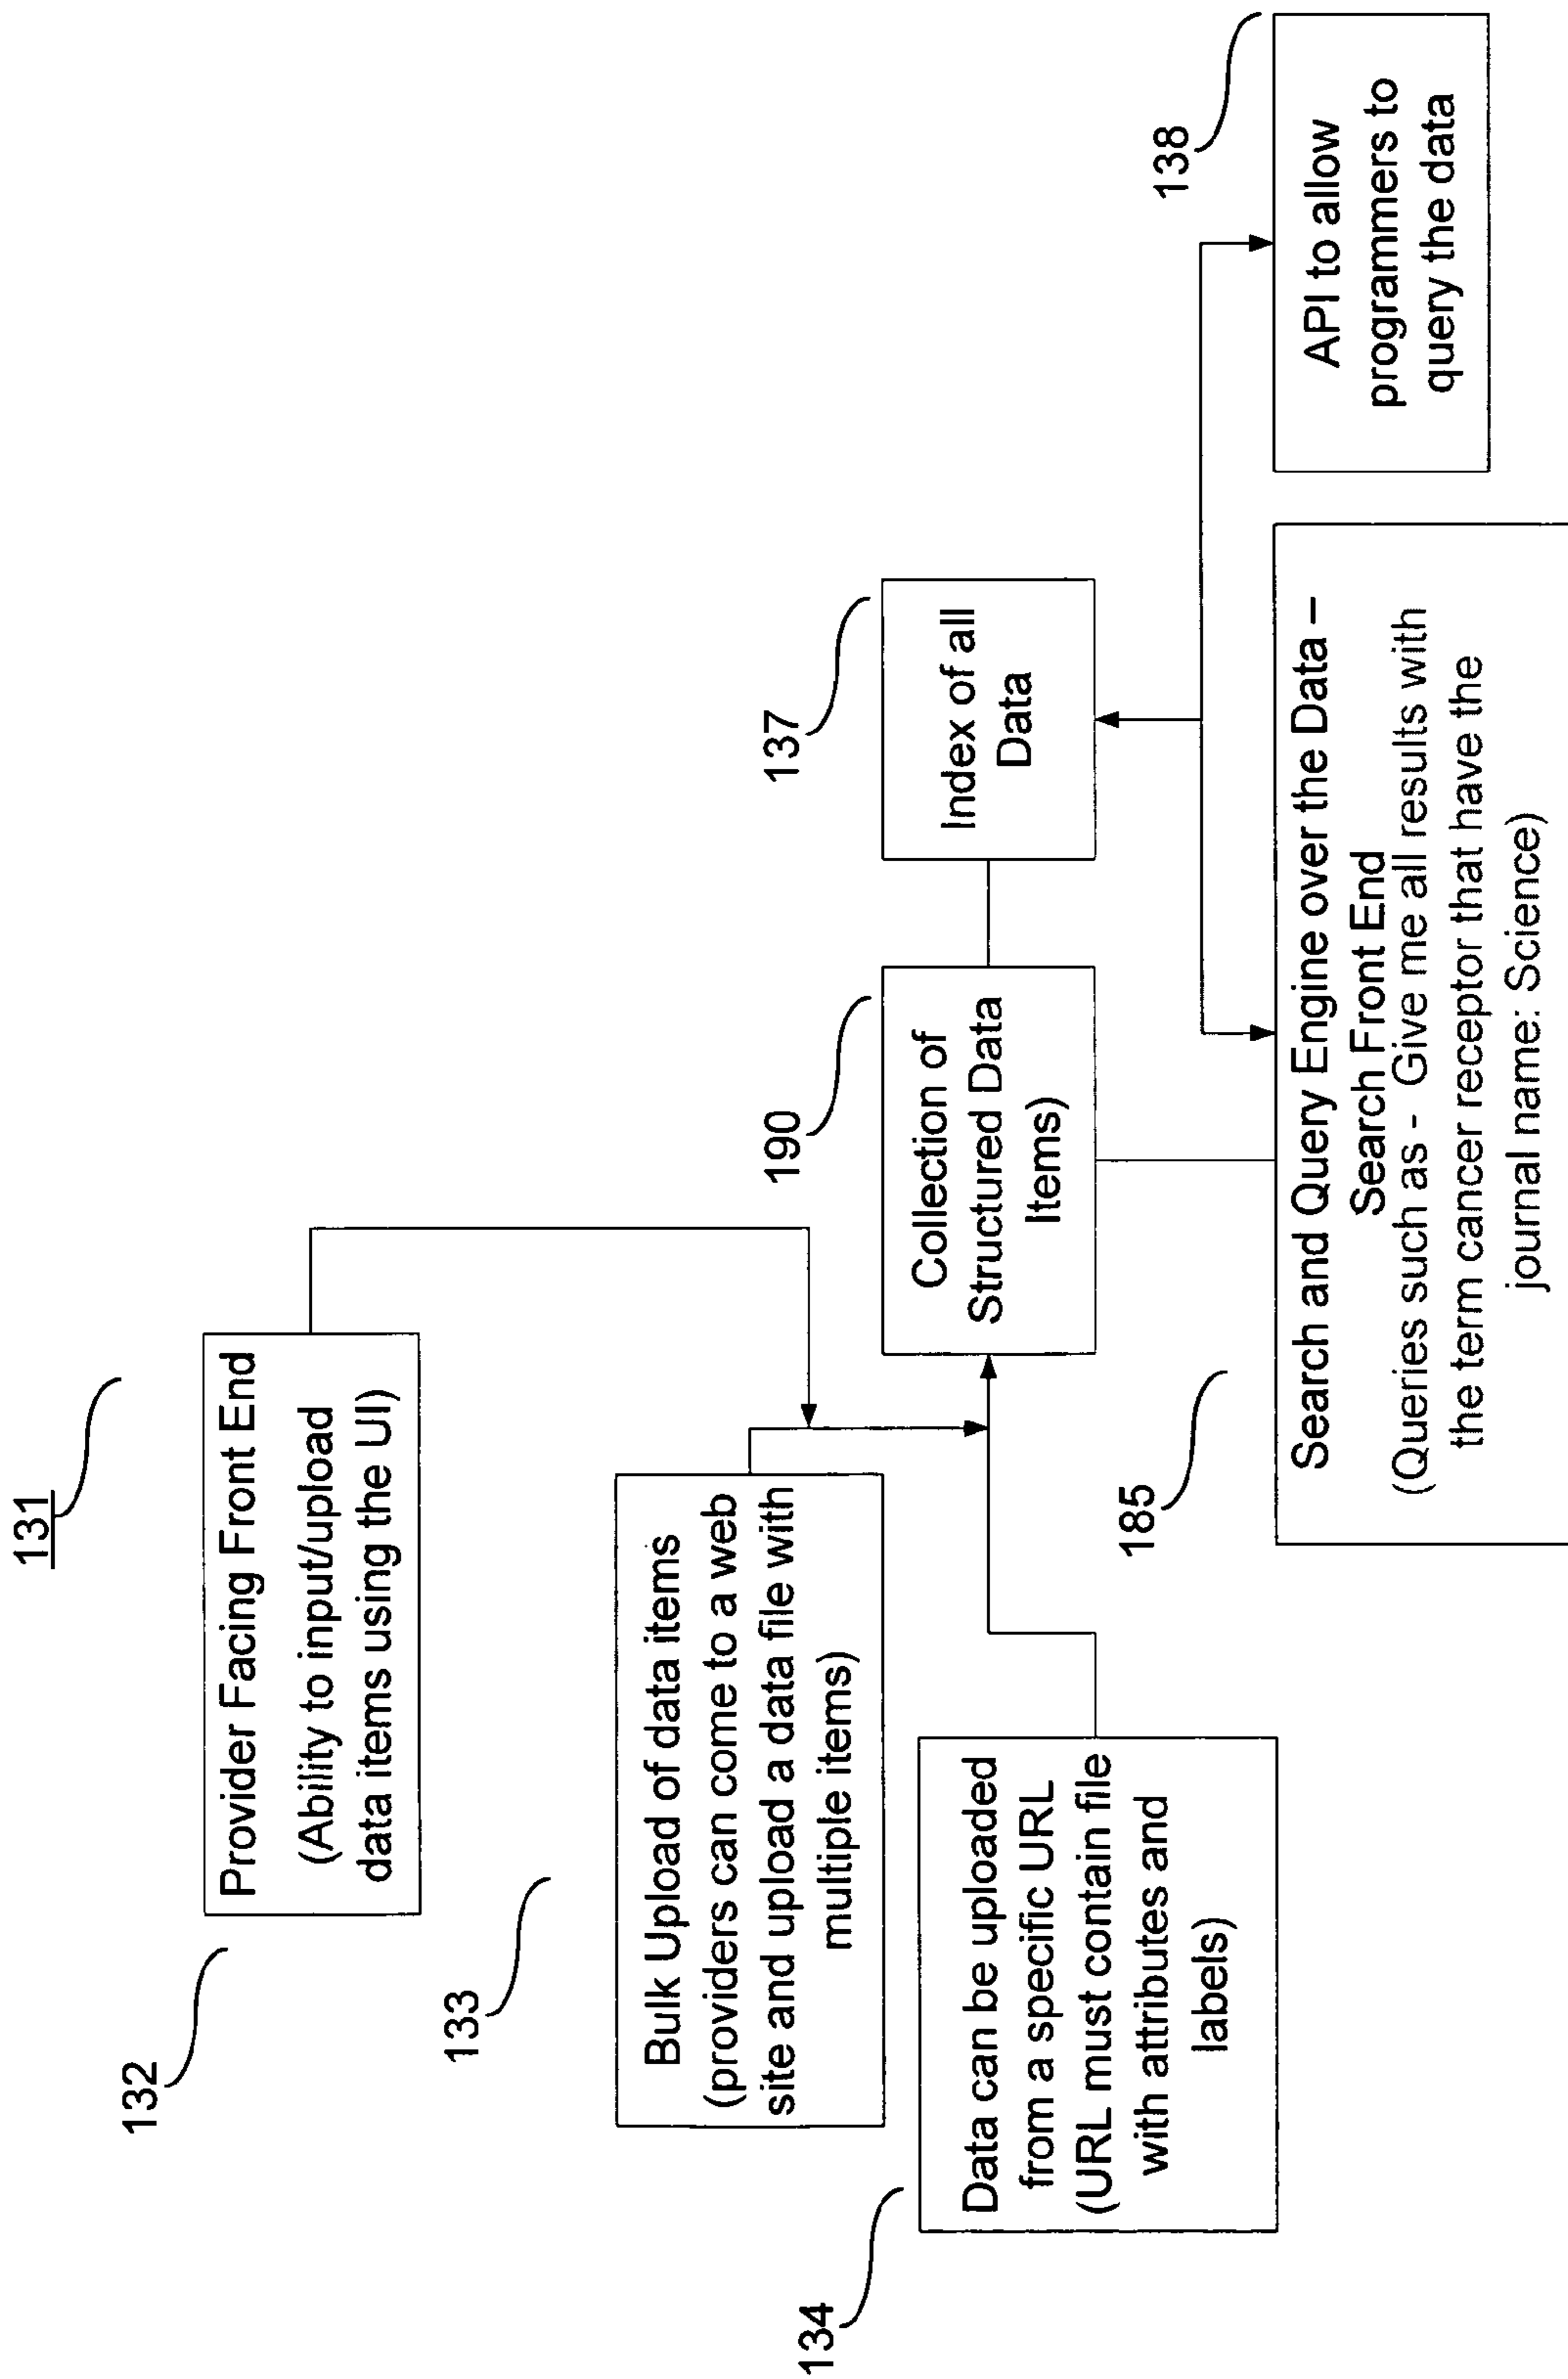 131
132
Provider Facing Front End
(Ability to input/upload
data items using the UI)
133
Bulk Upload of data items
(providers can come to a web
site and upload a data file with
multiple items)
134
Data can be uploaded
from a specific URL
(URL must contain file
with attributes and
labels)
190
Collection of
Structured Data
Items)
137
Index of all
Data
185
Search and Query Engine over the Data –
Search Front End
(Queries such as - Give me all results with
the term cancer receptor that have the
journal name: Science)
138
API to allow
programmers to
query the data